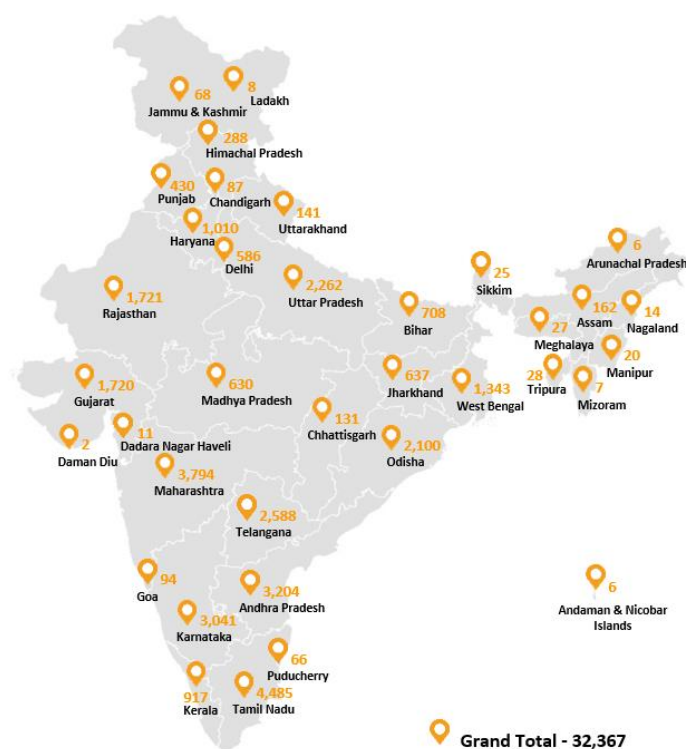 68
Jammu & Kashmir
8
Ladakh
288
Himachal Pradesh
430
Punjab
87
Chandigarh
141
Uttarakhand
1,010
Haryana
586
Delhi
6
Arunachal Pradesh
25
Sikkim
1,721
Rajasthan
2,262
Uttar Pradesh
708
Bihar
162
Assam
14
Nagaland
27
Meghalaya
20
Manipur
1,720
Gujarat
630
Madhya Pradesh
637
Jharkhand
1,343
West Bengal
28
Tripura
7
Mizoram
131
Chhattisgarh
2
Daman Diu
11
Dadara Nagar Haveli
2,100
Odisha
3,794
Maharashtra
2,588
Telangana
94
Goa
3,204
Andhra Pradesh
6
Andaman & Nicobar
Islands
3,041
Karnataka
66
Puducherry
917
Kerala
4,485
Tamil Nadu
Grand Total - 32,367